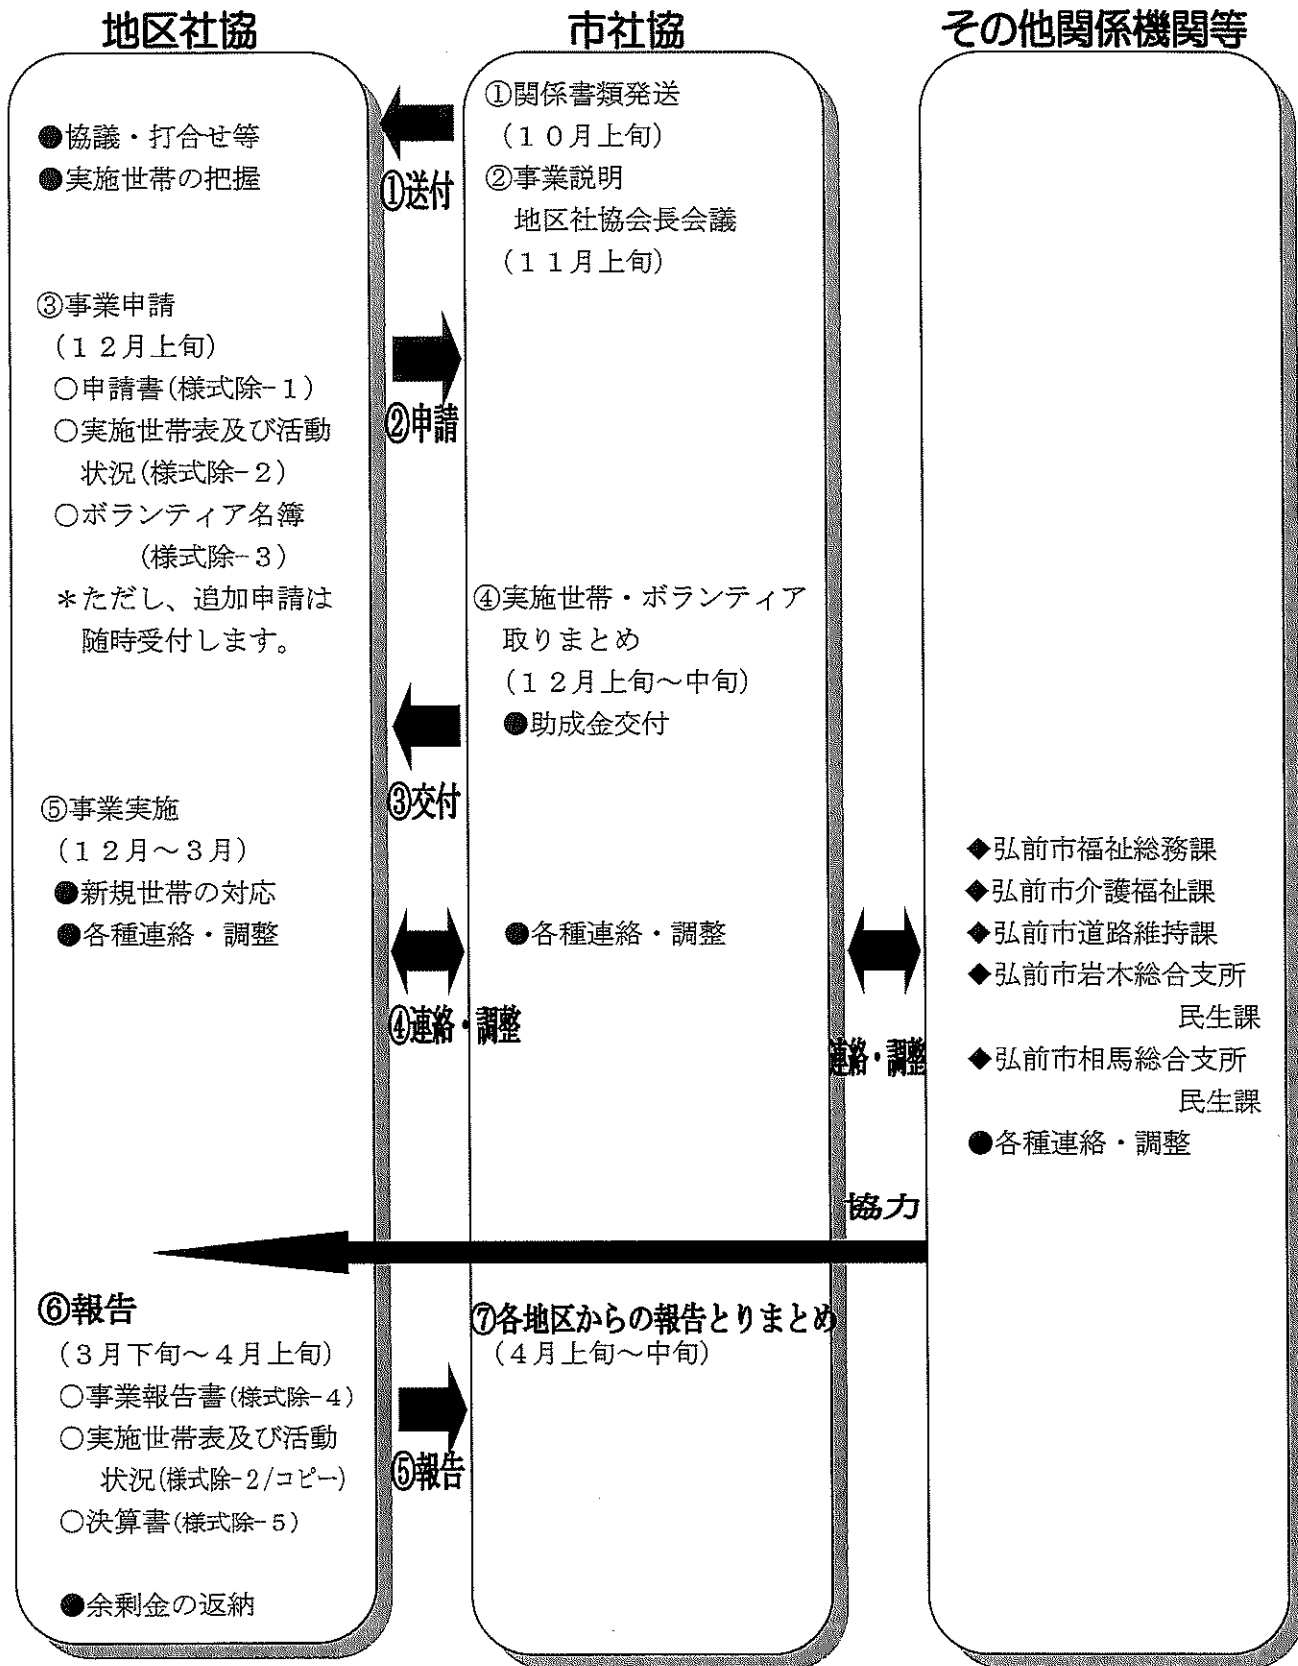 地区社協
●協議・打合せ等
●実施世帯の把握
③事業申請
(１２月上旬)
○申請書(様式除-１)
○実施世帯表及び活動
状況(様式除-２)
○ボランティア名簿
(様式除-３)
＊ただし、追加申請は
随時受付します。
⑤事業実施
(１２月～３月)
●新規世帯の対応
●各種連絡・調整
⑥報告
(３月下旬～４月上旬)
○事業報告書(様式除-４)
○実施世帯表及び活動
状況(様式除-２/コピー)
○決算書(様式除-５)
●余剰金の返納
①送付
②申請
③交付
④連絡・調整
⑤報告
市社協
①関係書類発送
(１０月上旬)
②事業説明
地区社協会長会議
(１１月上旬)
④実施世帯・ボランティア
取りまとめ
(１２月上旬～中旬)
●助成金交付
●各種連絡・調整
⑦各地区からの報告とりまとめ
(４月上旬～中旬)
連絡・調整
協力
その他関係機関等
◆弘前市福祉総務課
◆弘前市介護福祉課
◆弘前市道路維持課
◆弘前市岩木総合支所
民生課
◆弘前市相馬総合支所
民生課
●各種連絡・調整